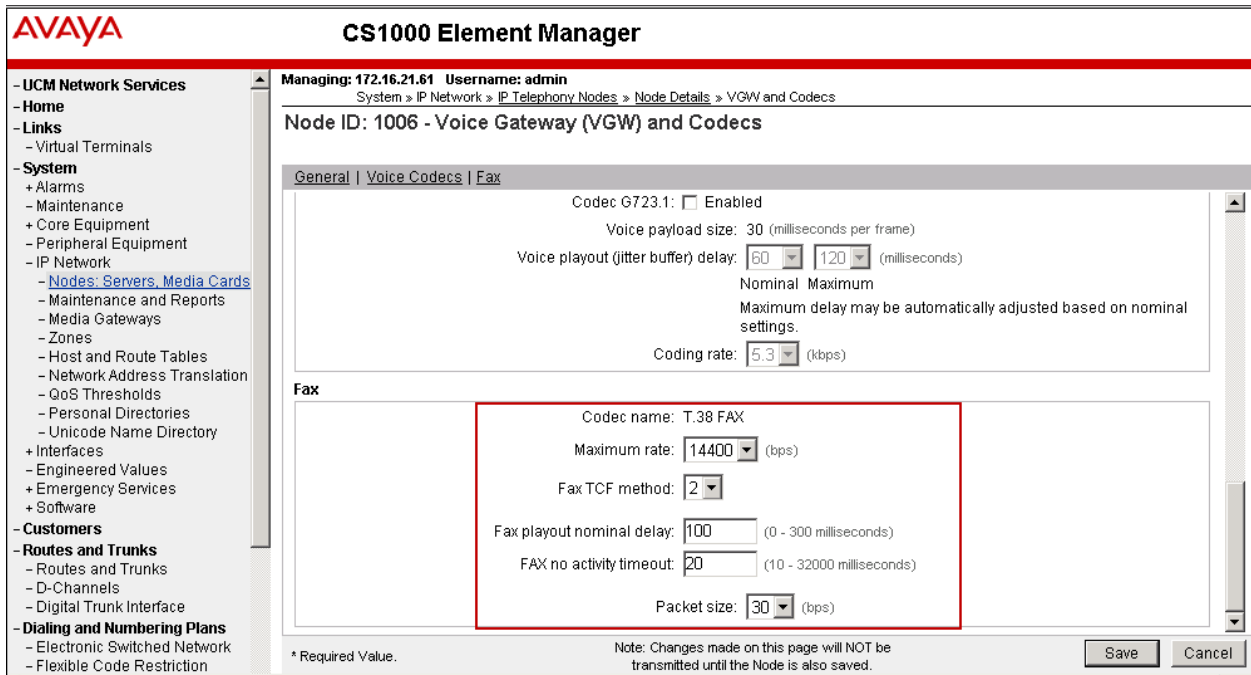 AVAYA
CS1000 Element Manager
- UCM Network Services
- Home
- Links
- Virtual Terminals
- System
+ Alarms
- Maintenance
+ Core Equipment
- Peripheral Equipment
- IP Network
- Nodes: Servers, Media Cards
- Maintenance and Reports
- Media Gateways
- Zones
- Host and Route Tables
- Network Address Translation
- QoS Thresholds
- Personal Directories
- Unicode Name Directory
+ Interfaces
- Engineered Values
+ Emergency Services
+ Software
- Customers
- Routes and Trunks
- Routes and Trunks
- D-Channels
- Digital Trunk Interface
- Dialing and Numbering Plans
- Electronic Switched Network
- Flexible Code Restriction
Managing: 172.16.21.61 Username: admin
System » IP Network » IP Telephony Nodes » Node Details » VGW and Codecs
Node ID: 1006 - Voice Gateway (VGW) and Codecs
General | Voice Codecs | Fax
Codec G723.1: Enabled
Voice payload size: 30 (milliseconds per frame)
Voice playout (jitter buffer) delay: 60 120 (milliseconds)
Nominal Maximum
Maximum delay may be automatically adjusted based on nominal
settings.
Coding rate: 5.3 (kbps)
Fax
Codec name: T.38 FAX
Maximum rate: 14400 (bps)
Fax TCF method: 2
Fax playout nominal delay: 100 (0 - 300 milliseconds)
FAX no activity timeout: 20 (10 - 32000 milliseconds)
Packet size: 30 (bps)
* Required Value.
Note: Changes made on this page will NOT be
transmitted until the Node is also saved.
Save
Cancel